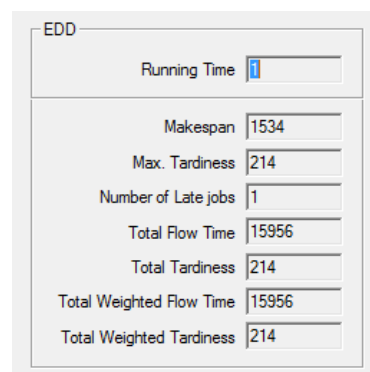 EDD
Running Time 1
Makespan 1534
Max. Tardiness 214
Number of Late jobs 1
Total Flow Time 15956
Total Tardiness 214
Total Weighted Flow Time 15956
Total Weighted Tardiness 214